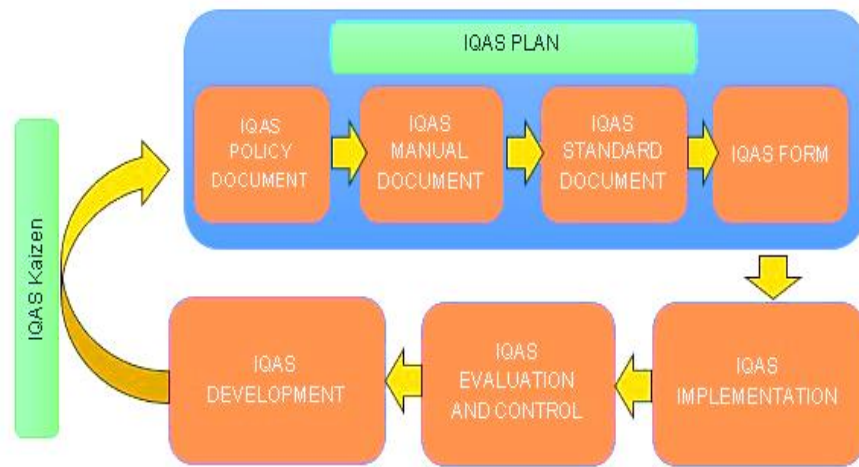 IQAS PLAN
IQAS
POLICY
DOCUMENT
IQAS
MANUAL
DOCUMENT
IQAS
STANDARD
DOCUMENT
IQAS FORM
IQAS Kaizen
IQAS
DEVELOPMENT
IQAS
EVALUATION
AND CONTROL
IQAS
IMPLEMENTATION